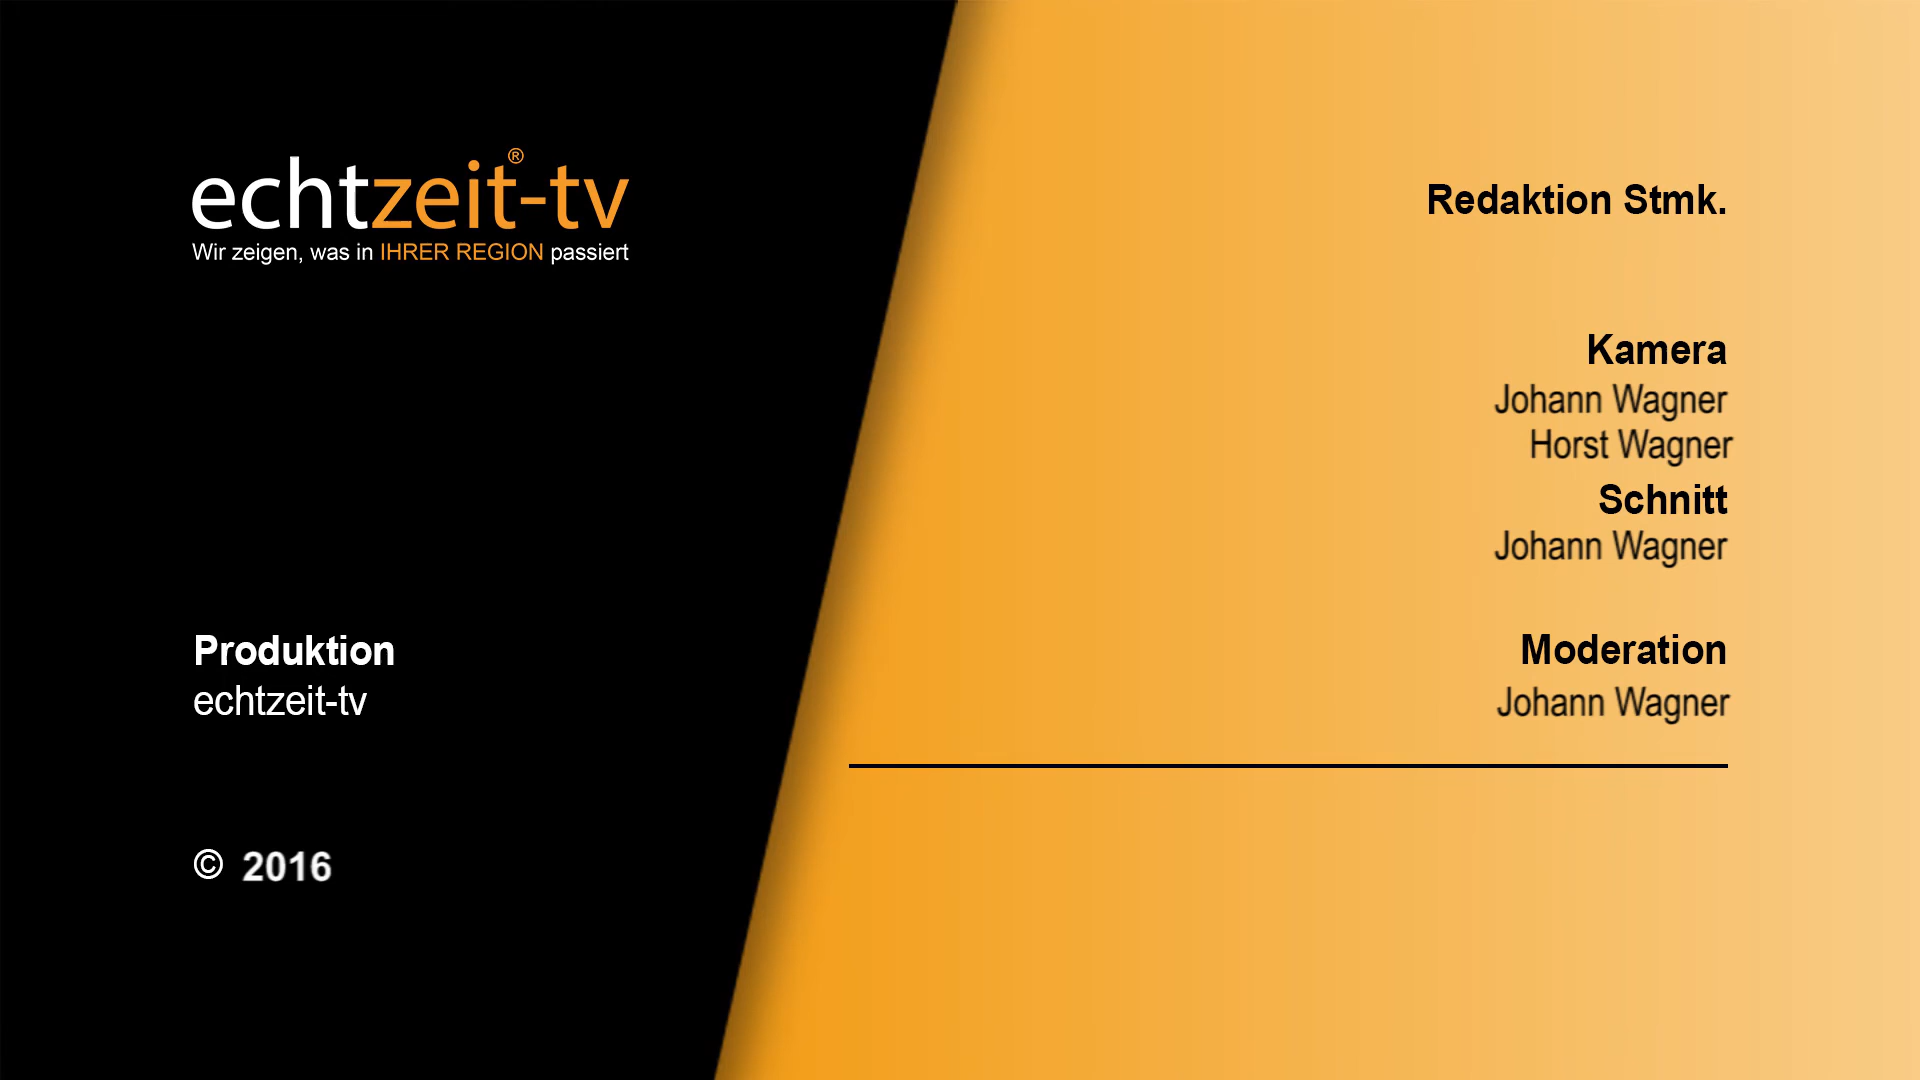 echtzeit-tv®
Wir zeigen, was in IHRER REGION passiert
Produktion
echtzeit-tv
© 2016
Redaktion Stmk.
Kamera
Johann Wagner
Horst Wagner
Schnitt
Johann Wagner
Moderation
Johann Wagner